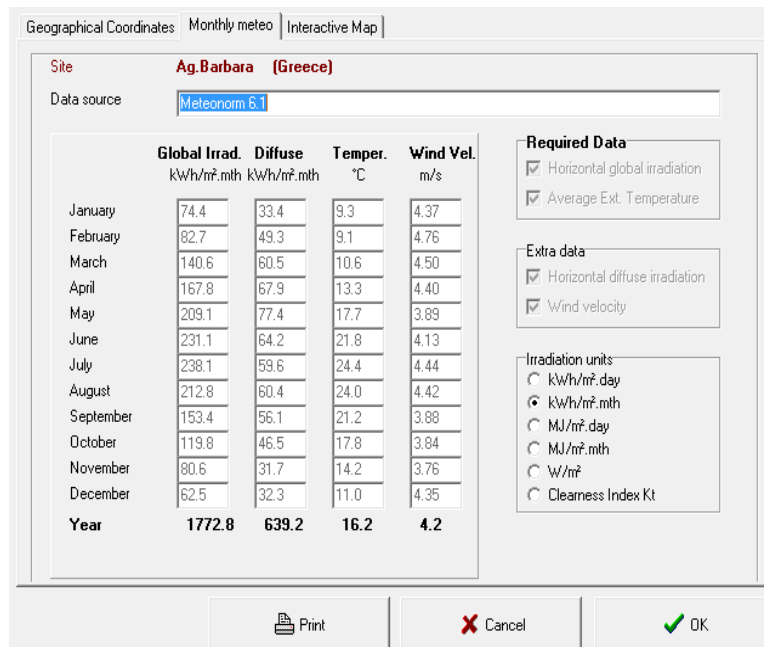 Geographical Coordinates Monthly meteo Interactive Map
Site Ag.Barbara (Greece)
Data source Meteonorm 6.1
Global Irrad. Diffuse Temper. Wind Vel.
kWh/m².mth kWh/m².mth °C m/s
January 74.4 33.4 9.3 4.37
February 82.7 49.3 9.1 4.76
March 140.6 60.5 10.6 4.50
April 167.8 67.9 13.3 4.40
May 209.1 77.4 17.7 3.89
June 231.1 64.2 21.8 4.13
July 238.1 59.6 24.4 4.44
August 212.8 60.4 24.0 4.42
September 153.4 56.1 21.2 3.88
October 119.8 46.5 17.8 3.84
November 80.6 31.7 14.2 3.76
December 62.5 32.3 11.0 4.35
Year 1772.8 639.2 16.2 4.2
Required Data
Horizontal global irradiation
Average Ext. Temperature
Extra data
Horizontal diffuse irradiation
Wind velocity
Irradiation units
kWh/m².day
kWh/m².mth
MJ/m².day
MJ/m².mth
W/m²
Clearness Index Kt
Print Cancel OK